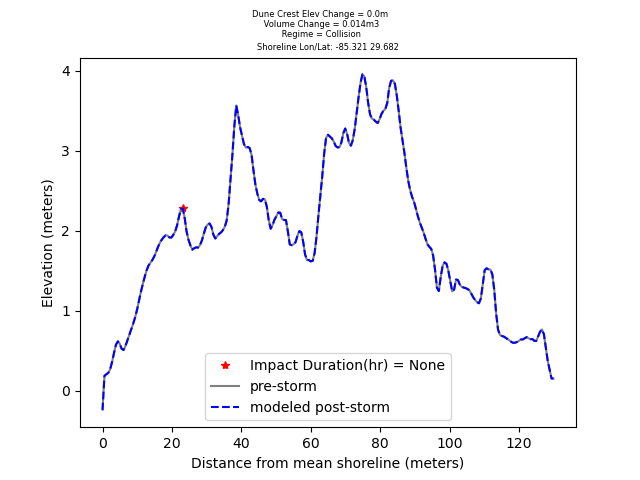 Dune Crest Elev Change = 0.0m
Volume Change = 0.014m3
Regime = Collision
Shoreline Lon/Lat: -85.321 29.682
4
3
2
1
0
Elevation (meters)
Impact Duration(hr) = None
pre-storm
modeled post-storm
0 20 40 60 80 100 120
Distance from mean shoreline (meters)